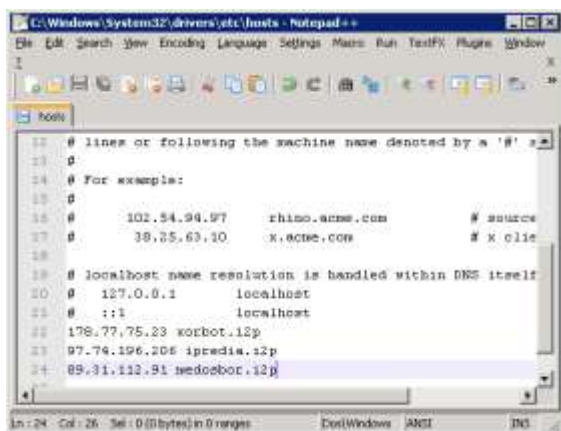 C:\Windows\System32\drivers\etc\hosts - Notepad++
File Edit Search View Encoding Language Settings Macro Run TextFX Plugins Window
?
X
hosts
12 # lines or following the machine name denoted by a '#' s
13 #
14 # For example:
15 #
16 # 102.54.94.97 rhino.acme.com # source
17 # 38.25.63.10 x.acme.com # x clie
18
19 # localhost name resolution is handled within DNS itself
20 # 127.0.0.1 localhost
21 # ::1 localhost
22 178.77.75.23 xorbot.i2p
23 97.74.196.206 ipredia.i2p
24 89.31.112.91 medosbor.i2p
Ln : 24 Col : 26 Sel : 0 (0 bytes) in 0 ranges Dos\Windows ANSI INS